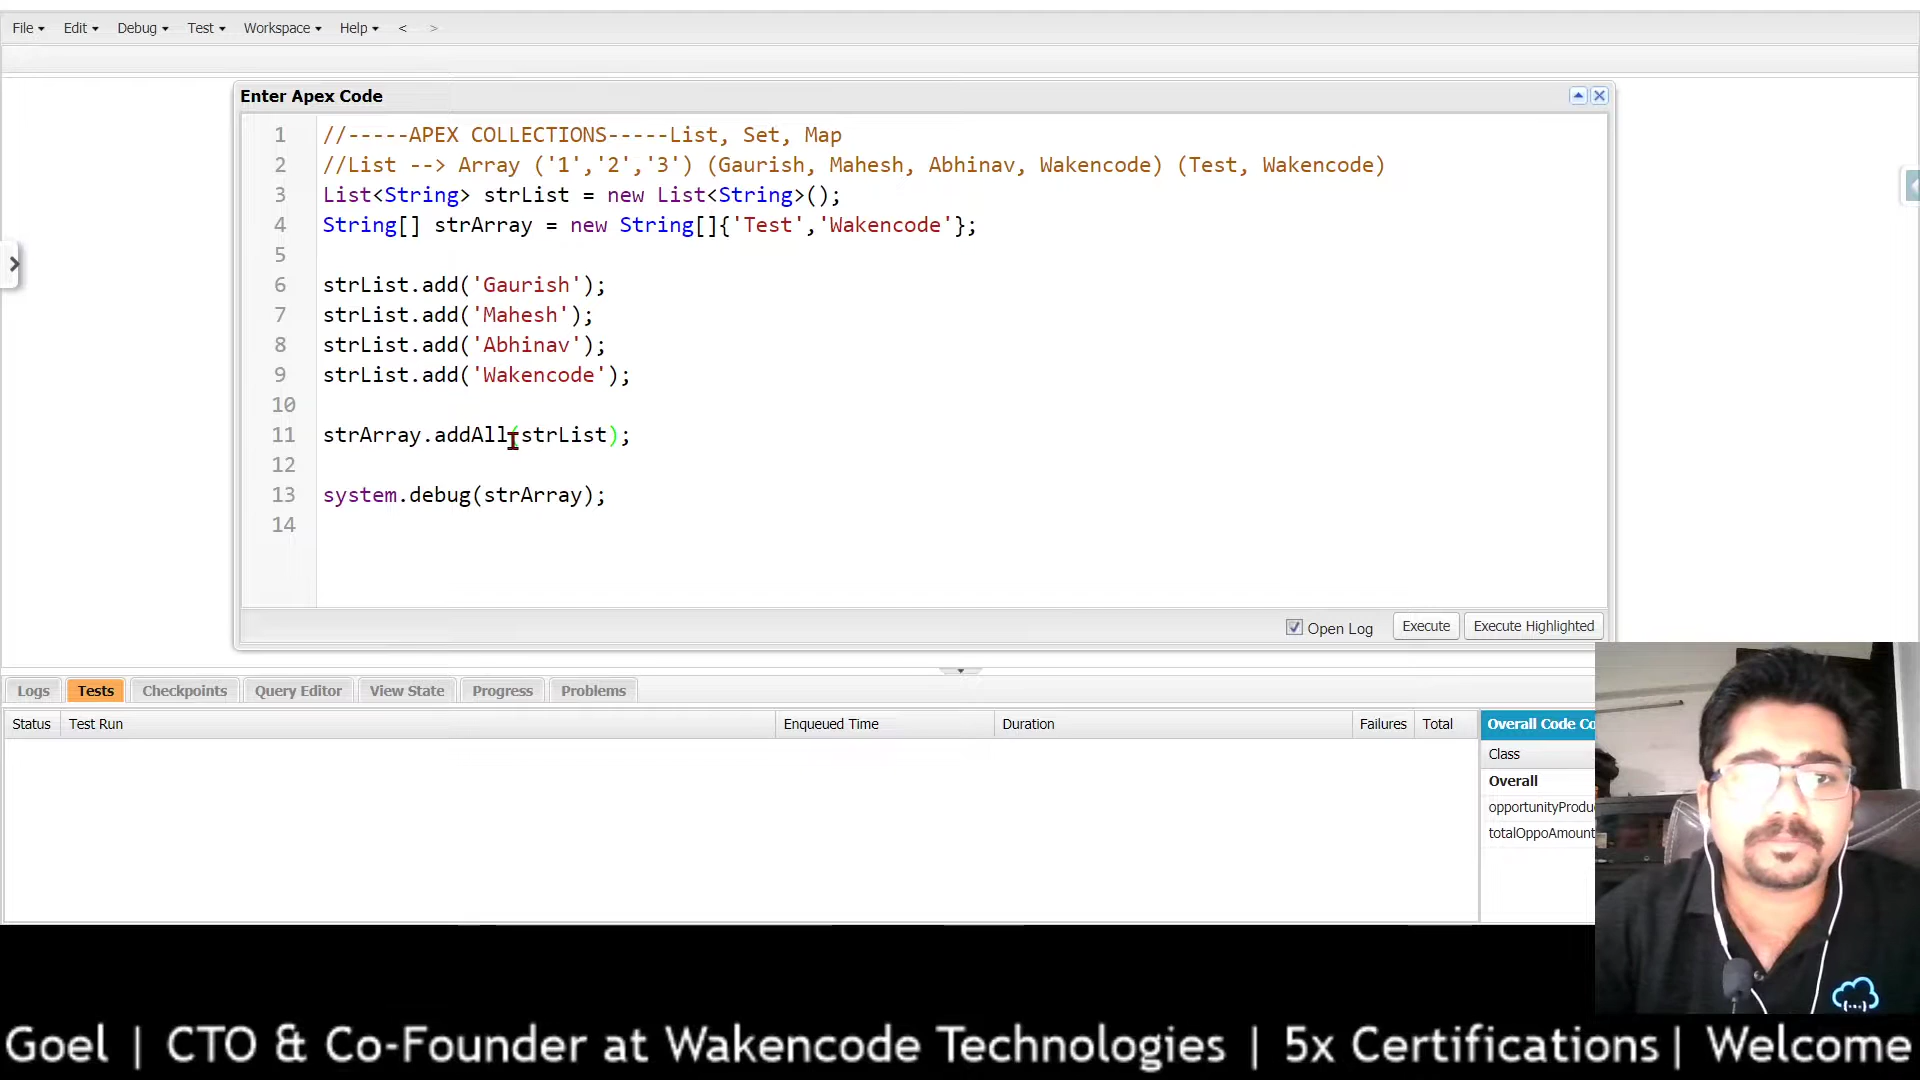 File Edit Debug Test Workspace Help < >
Enter Apex Code
1 //-----APEX COLLECTIONS-----List, Set, Map
2 //List --> Array ('1','2','3') (Gaurish, Mahesh, Abhinav, Wakencode) (Test, Wakencode)
3 List<String> strList = new List<String>();
4 String[] strArray = new String[]{'Test','Wakencode'};
5
6 strList.add('Gaurish');
7 strList.add('Mahesh');
8 strList.add('Abhinav');
9 strList.add('Wakencode');
10
11 strArray.addAll(strList);
12
13 system.debug(strArray);
14
Open Log Execute Execute Highlighted
Logs Tests Checkpoints Query Editor View State Progress Problems
Status Test Run Enqueued Time Duration Failures Total Overall Code Co
Class
Overall
opportunityProdu
totalOppoAmount
Goel | CTO & Co-Founder at Wakencode Technologies | 5x Certifications| Welcome